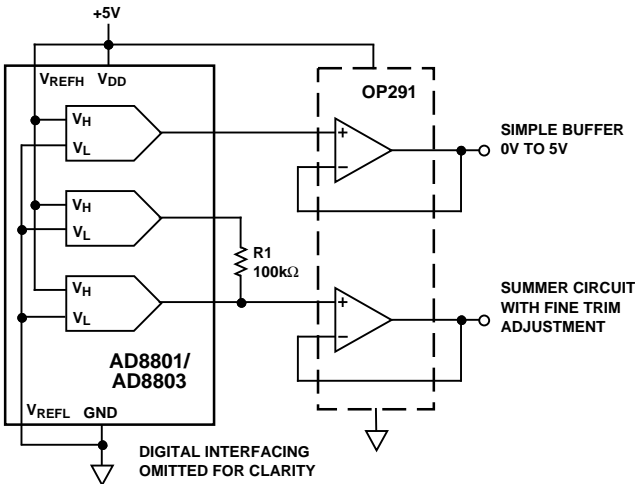 +5V
VREFH VDD
OP291
VH
VL
+
−
SIMPLE BUFFER
0V TO 5V
VH
VL
R1
100kΩ
VH
VL
+
−
SUMMER CIRCUIT
WITH FINE TRIM
ADJUSTMENT
AD8801/
AD8803
VREFL GND
DIGITAL INTERFACING
OMITTED FOR CLARITY